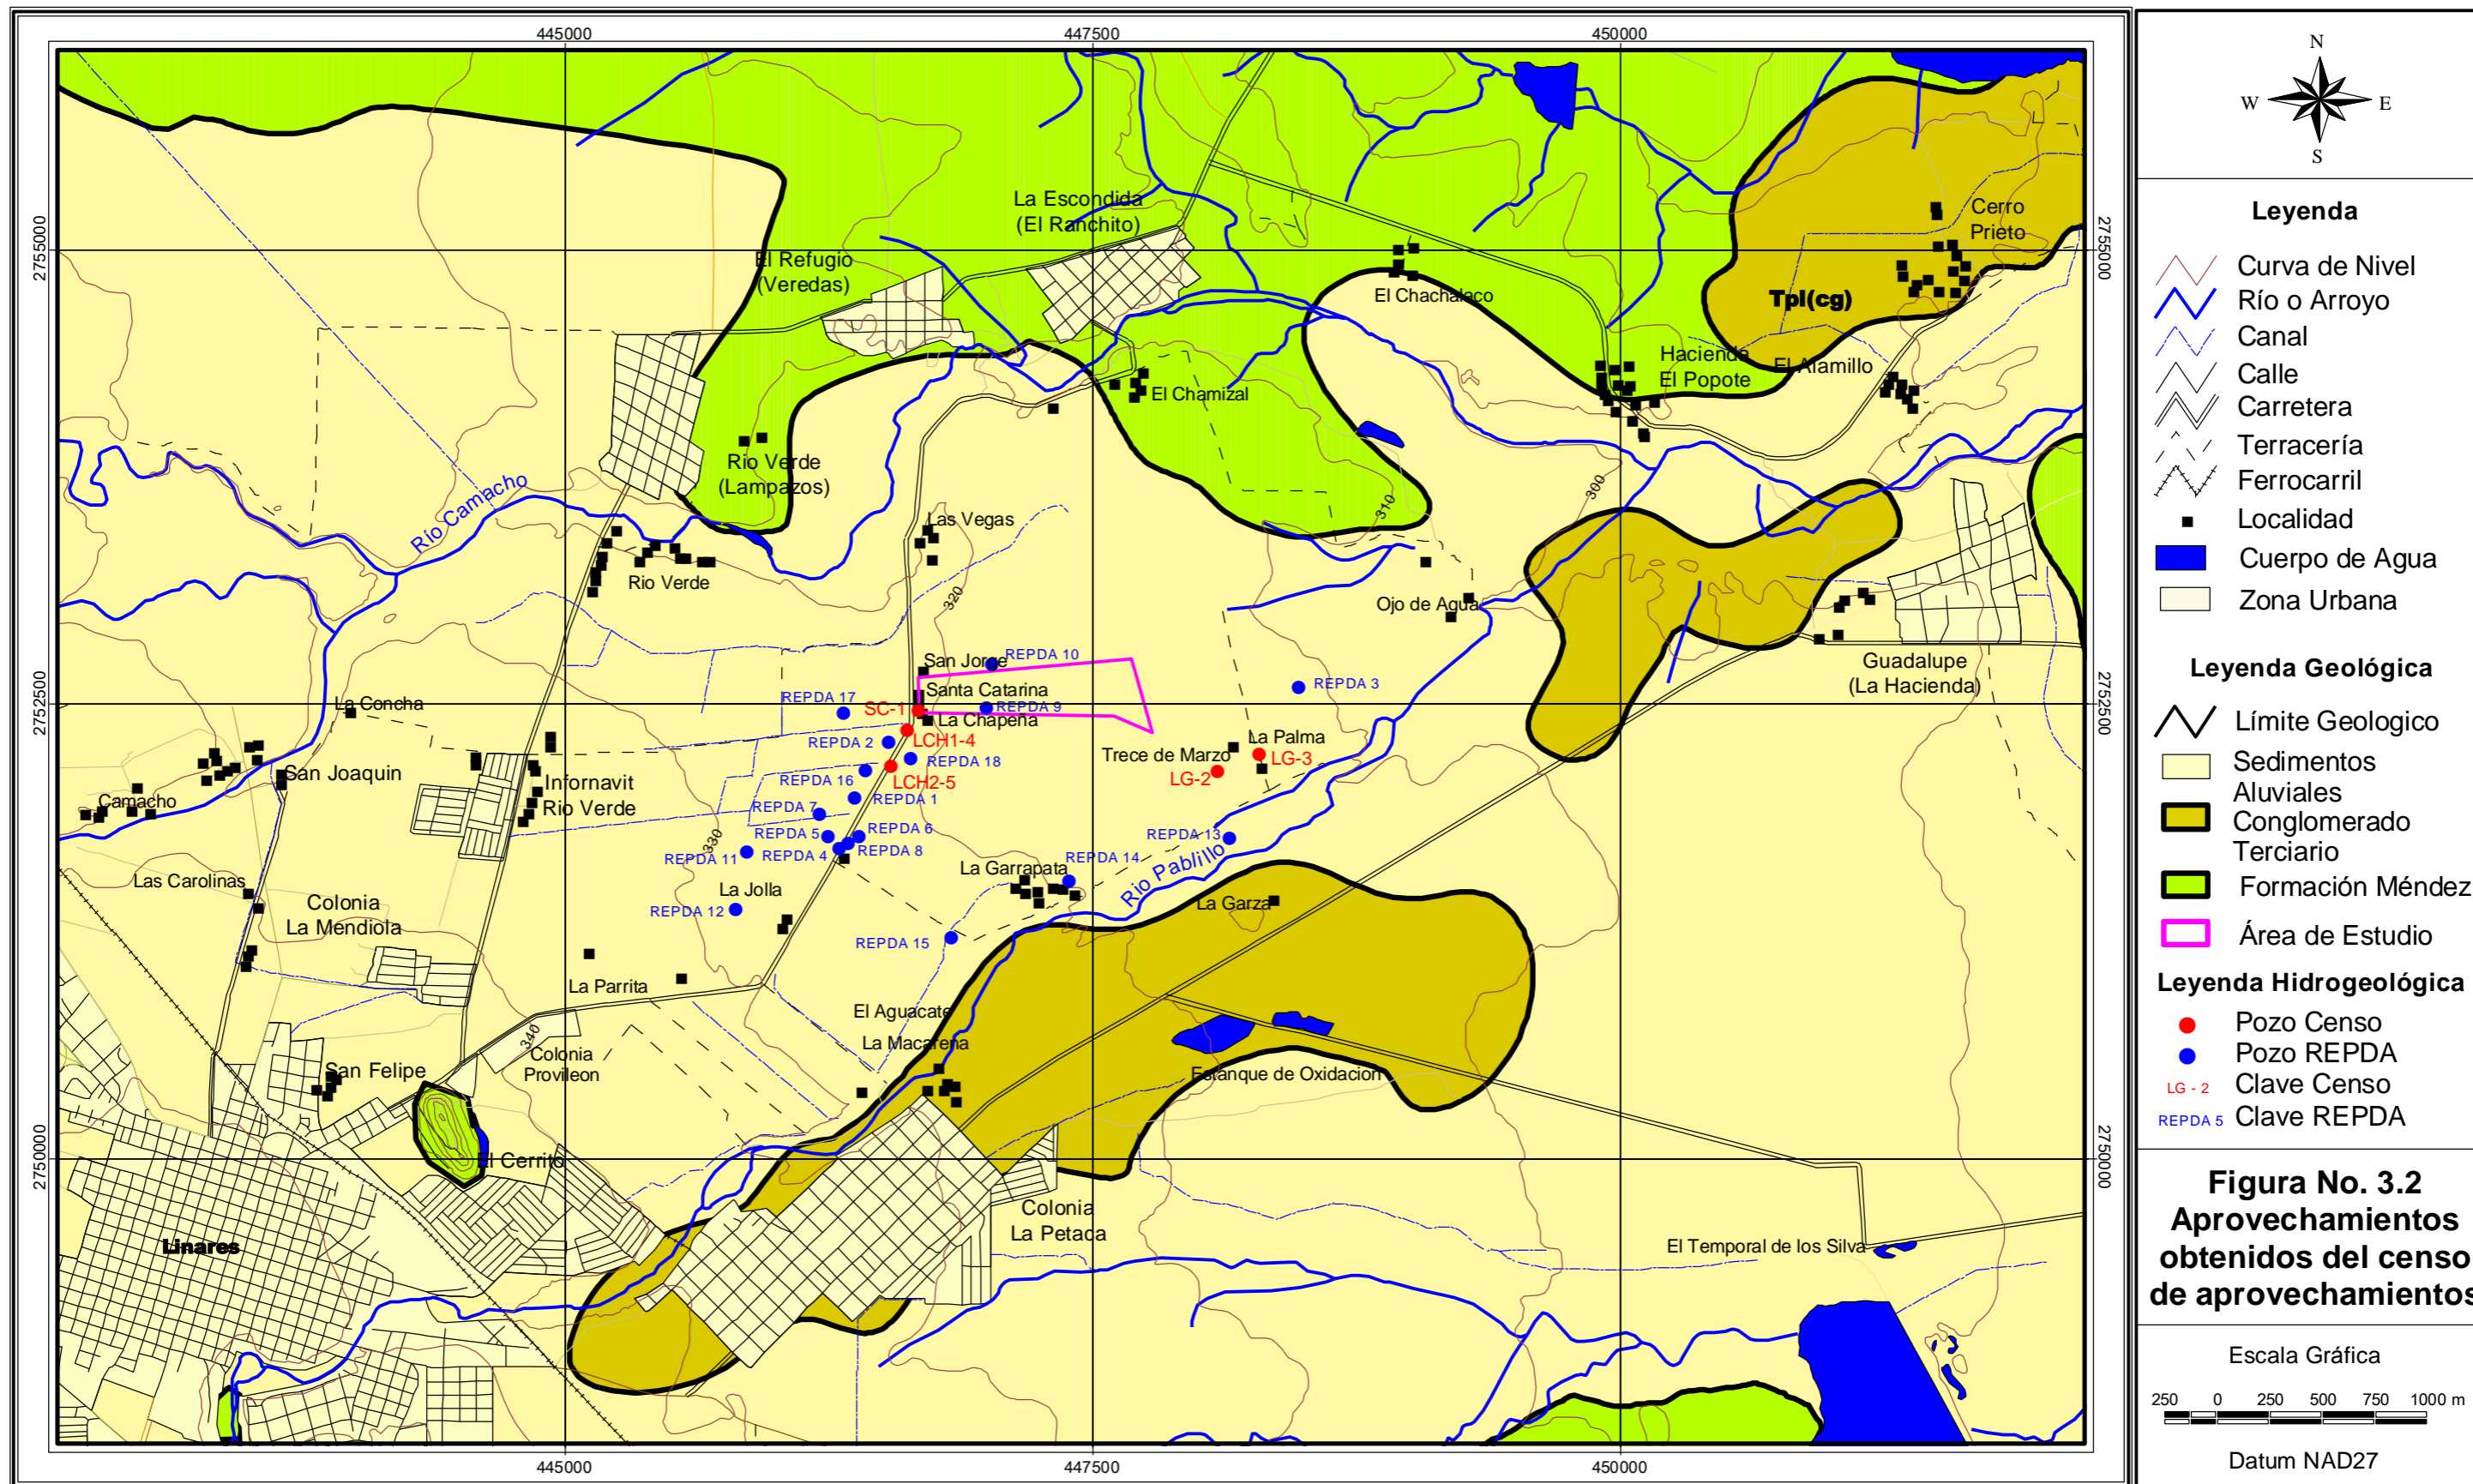 445000
447500
450000
2755000
2755000
2752500
2752500
2750000
2750000
445000
447500
450000
La Escondida
(El Ranchito)
El Refugio
(Veredas)
Cerro
Prieto
Tpl(cg)
El Chachalaco
Hacienda
El Popote
El Alamillo
El Chamizal
Rio Verde
(Lampazos)
Río Camacho
Las Vegas
Rio Verde
310
300
320
Ojo de Agua
San Jorge
REPDA 10
Santa Catarina
REPDA 17
SC-1
REPDA 9
La Chapeña
REPDA 3
Guadalupe
(La Hacienda)
La Concha
REPDA 2
LCH1-4
REPDA 18
REPDA 16
LCH2-5
Trece de Marzo
La Palma
LG-3
LG-2
San Joaquin
Camacho
Infornavit
Rio Verde
REPDA 1
REPDA 7
REPDA 5
REPDA 6
REPDA 4
REPDA 8
REPDA 11
330
REPDA 13
REPDA 14
Rio Pablillo
La Garrapata
Las Carolinas
Colonia
La Mendiola
La Jolla
REPDA 12
REPDA 15
La Garza
La Parrita
El Aguacate
La Macarena
340
Colonia
Provileon
Estanque de Oxidacion
San Felipe
El Cerrito
Colonia
La Petaca
Linares
El Temporal de los Silva
N
W
E
S
Leyenda
Curva de Nivel
Río o Arroyo
Canal
Calle
Carretera
Terracería
Ferrocarril
Localidad
Cuerpo de Agua
Zona Urbana
Leyenda Geológica
Límite Geologico
Sedimentos
Aluviales
Conglomerado
Terciario
Formación Méndez
Área de Estudio
Leyenda Hidrogeológica
Pozo Censo
Pozo REPDA
LG - 2 Clave Censo
REPDA 5 Clave REPDA
Figura No. 3.2
Aprovechamientos
obtenidos del censo
de aprovechamientos
Escala Gráfica
250 0 250 500 750 1000 m
Datum NAD27